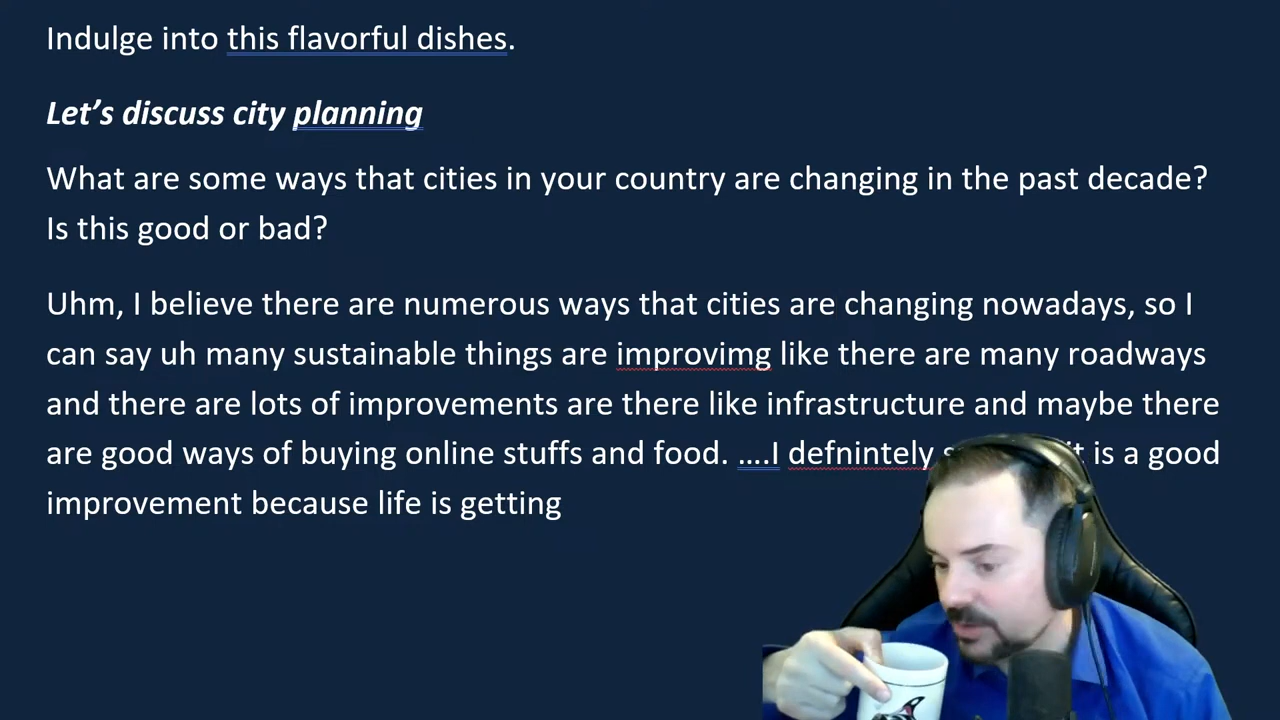 Indulge into this flavorful dishes.
Let’s discuss city planning
What are some ways that cities in your country are changing in the past decade?
Is this good or bad?
Uhm, I believe there are numerous ways that cities are changing nowadays, so I
can say uh many sustainable things are improvimg like there are many roadways
and there are lots of improvements are there like infrastructure and maybe there
are good ways of buying online stuffs and food. ….I defnintely is a good
improvement because life is getting